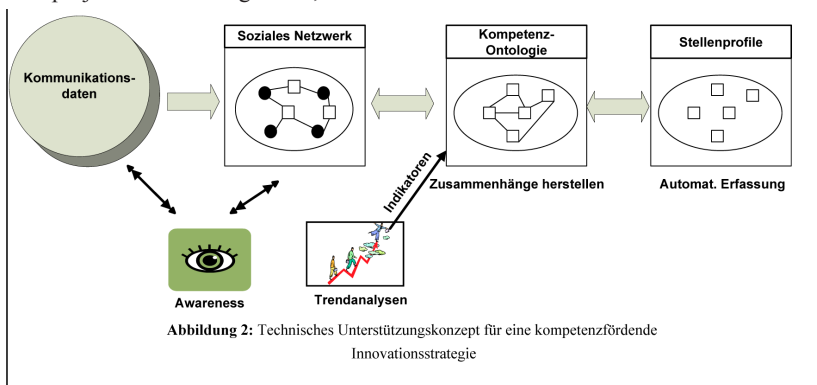 Soziales Netzwerk
Kompetenz-
Ontologie
Stellenprofile
Kommunikations-
daten
Indikatoren
Zusammenhänge herstellen
Automat. Erfassung
Awareness
Trendanalysen
Abbildung 2: Technisches Unterstützungskonzept für eine kompetenzfördende
Innovationsstrategie